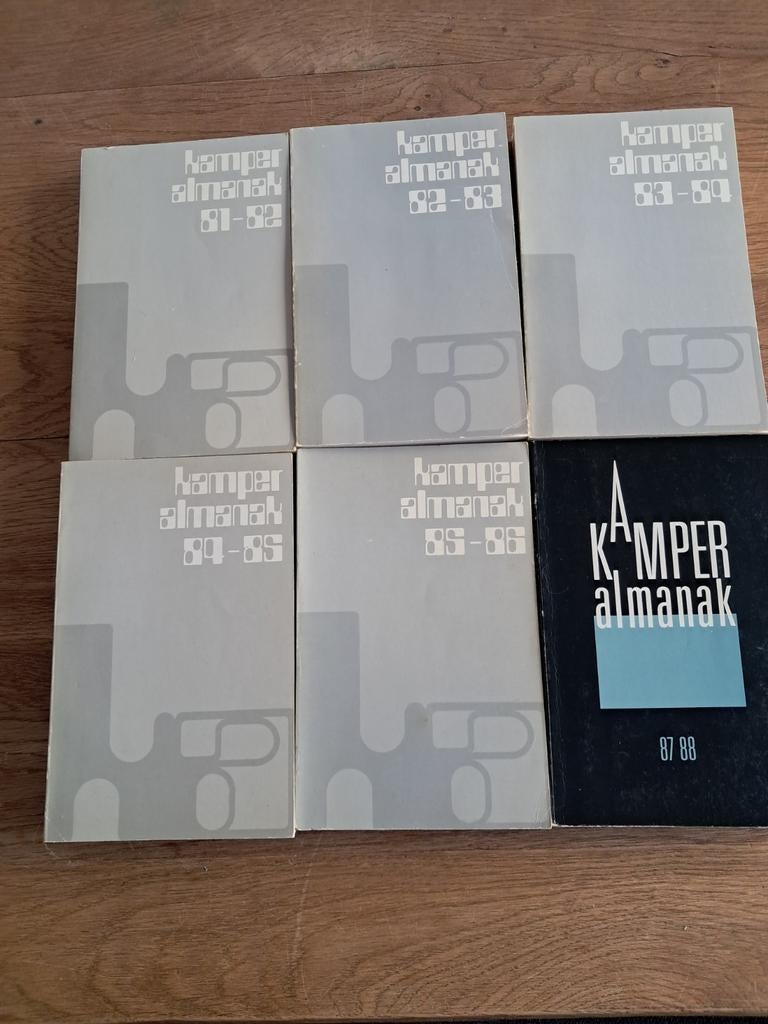 kamper
almanak
81-82
kamper
almanak
82-83
kamper
almanak
83-84
kamper
almanak
84-85
kamper
almanak
85-86
KAMPER
almanak
87 88